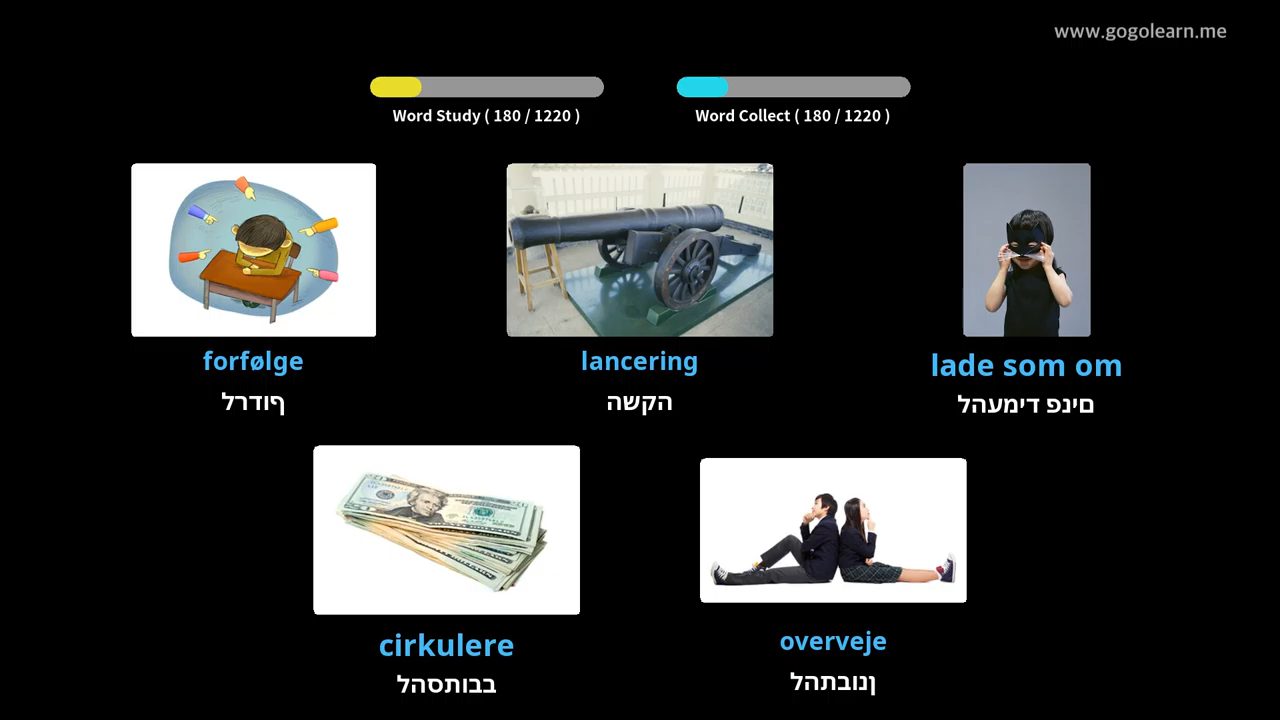 www.gogolearn.me
Word Study ( 180 / 1220 )
Word Collect ( 180 / 1220 )
forfølge
ףודרל
lancering
הקשה
lade som om
םינפ דימעהל
cirkulere
בבותסהל
overveje
ןנובתהל